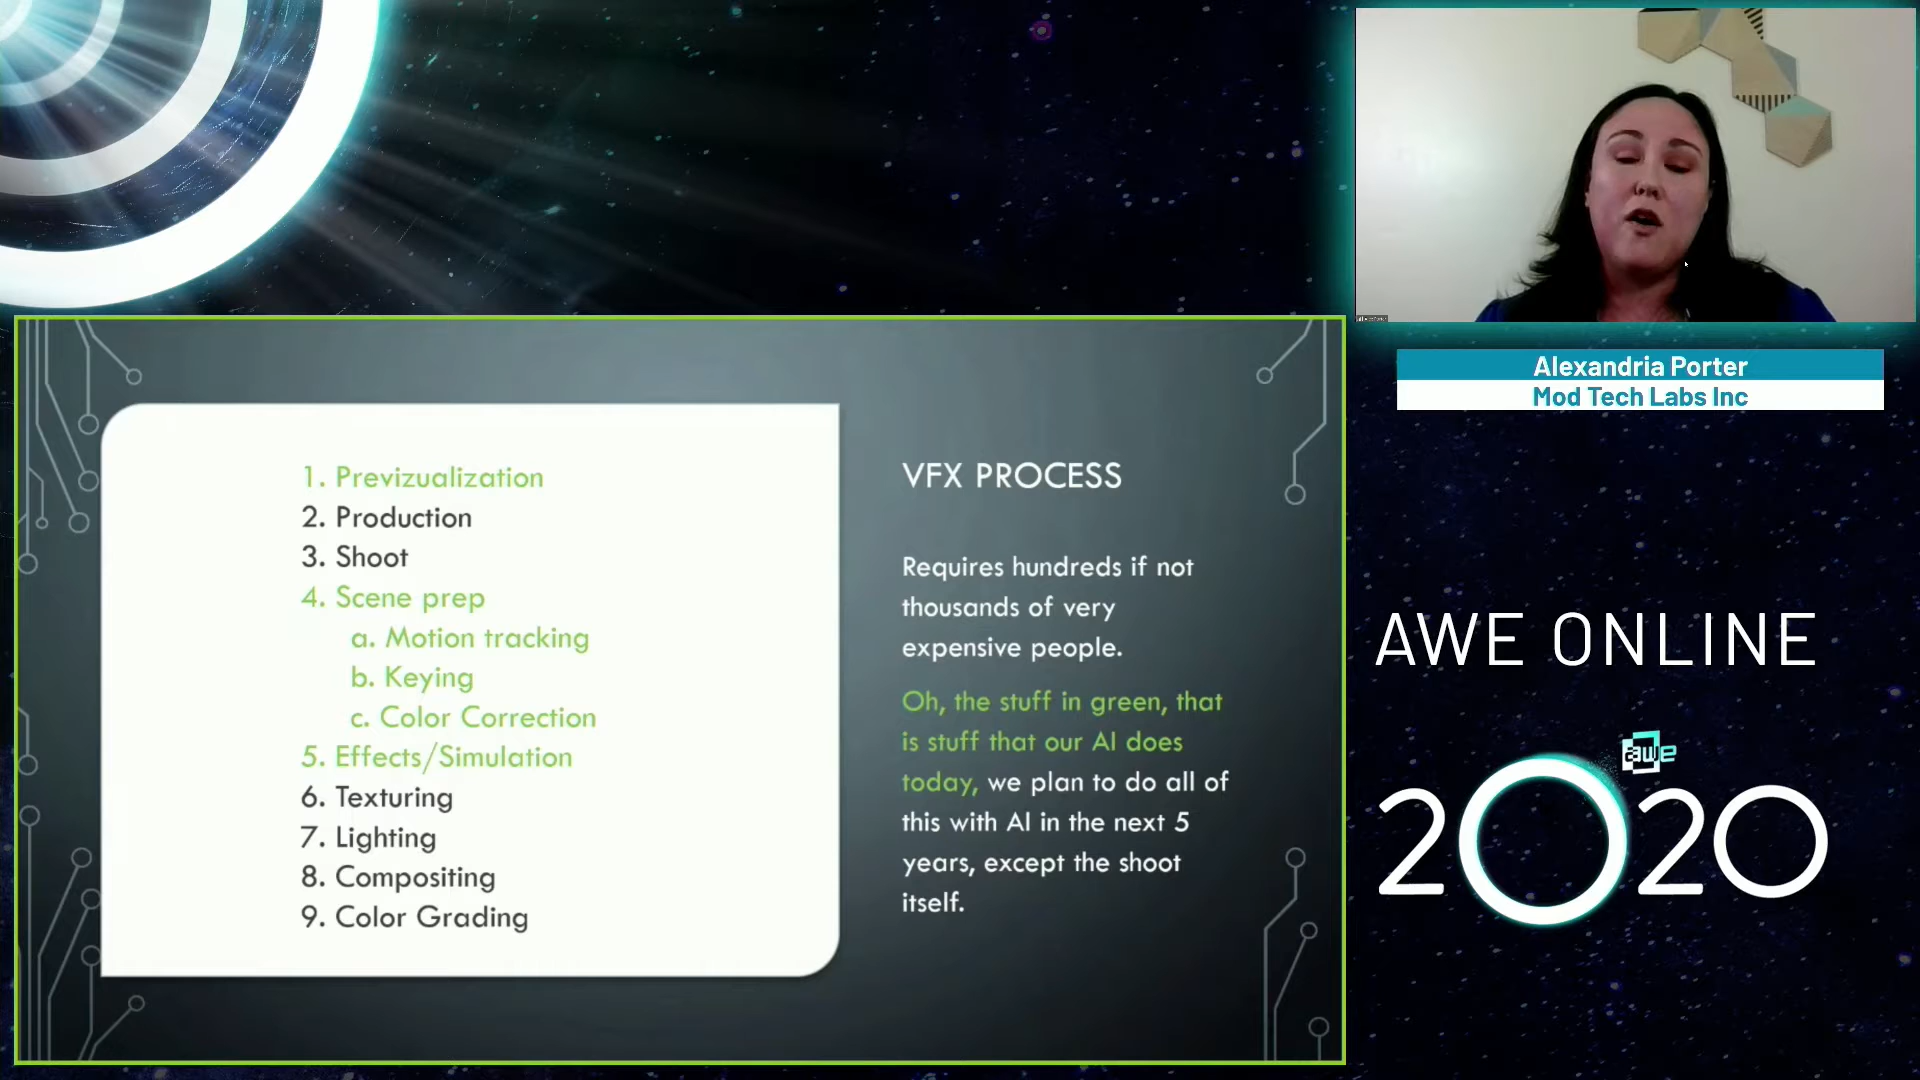 1. Previzualization
2. Production
3. Shoot
4. Scene prep
a. Motion tracking
b. Keying
c. Color Correction
5. Effects/Simulation
6. Texturing
7. Lighting
8. Compositing
9. Color Grading
VFX PROCESS
Requires hundreds if not
thousands of very
expensive people.
Oh, the stuff in green, that
is stuff that our AI does
today, we plan to do all of
this with AI in the next 5
years, except the shoot
itself.
Alexandria Porter
Mod Tech Labs Inc
AWE ONLINE
awe
2020